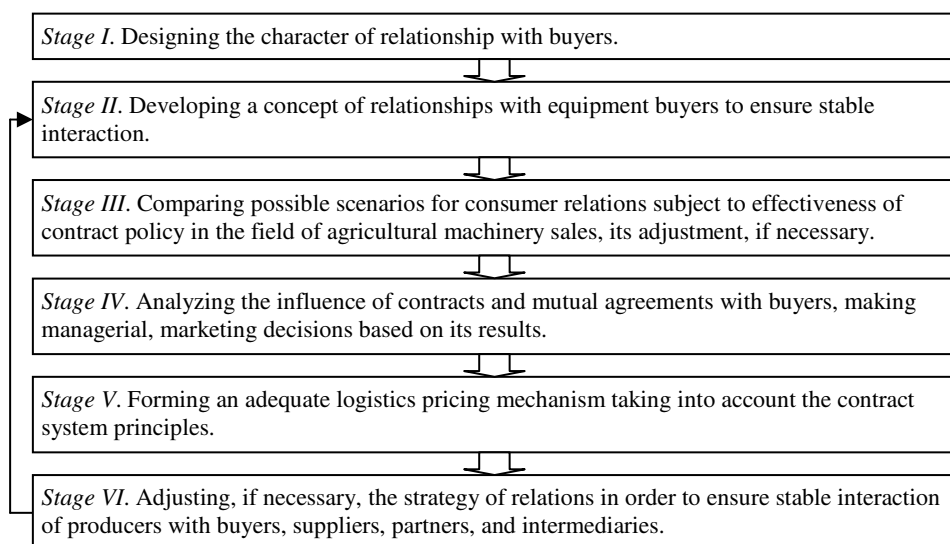 Stage I. Designing the character of relationship with buyers.
Stage II. Developing a concept of relationships with equipment buyers to ensure stable
interaction.
Stage III. Comparing possible scenarios for consumer relations subject to effectiveness of
contract policy in the field of agricultural machinery sales, its adjustment, if necessary.
Stage IV. Analyzing the influence of contracts and mutual agreements with buyers, making
managerial, marketing decisions based on its results.
Stage V. Forming an adequate logistics pricing mechanism taking into account the contract
system principles.
Stage VI. Adjusting, if necessary, the strategy of relations in order to ensure stable interaction
of producers with buyers, suppliers, partners, and intermediaries.